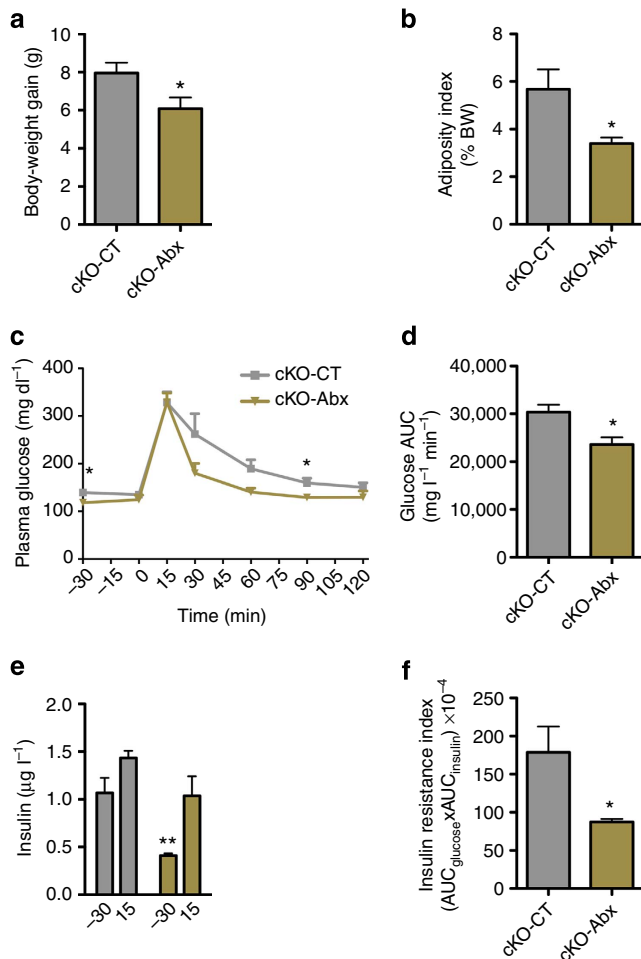 a
Body-weight gain (g)
10
8
6
4
2
0
*
cKO-CT
cKO-Abx
b
Adiposity index
(% BW)
8
6
4
2
0
*
cKO-CT
cKO-Abx
c
Plasma glucose (mg dl⁻¹)
400
300
200
100
0
cKO-CT
cKO-Abx
*
*
–30
–15
0
15
30
45
60
75
90
105
120
Time (min)
d
Glucose AUC
(mg l⁻¹ min⁻¹)
40,000
30,000
20,000
10,000
0
*
cKO-CT
cKO-Abx
e
Insulin (µg l⁻¹)
2.0
1.5
1.0
0.5
0.0
**
–30
15
–30
15
f
Insulin resistance index
(AUCglucosexAUCinsulin) ×10⁻⁴
250
200
150
100
50
0
*
cKO-CT
cKO-Abx